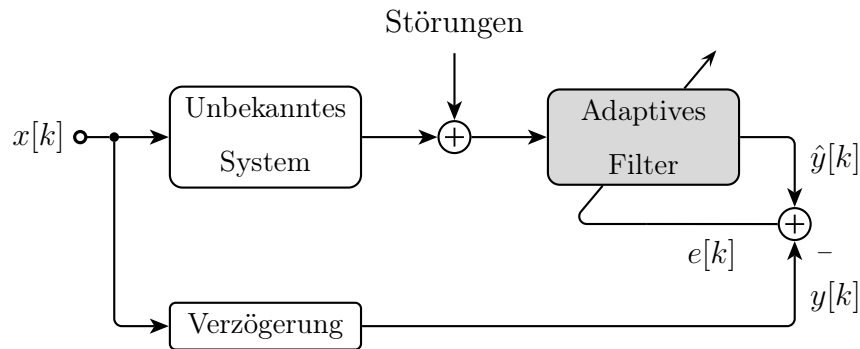 Störungen
x[k]
Unbekanntes
System
+
Adaptives
Filter
ŷ[k]
+
e[k]
–
y[k]
Verzögerung